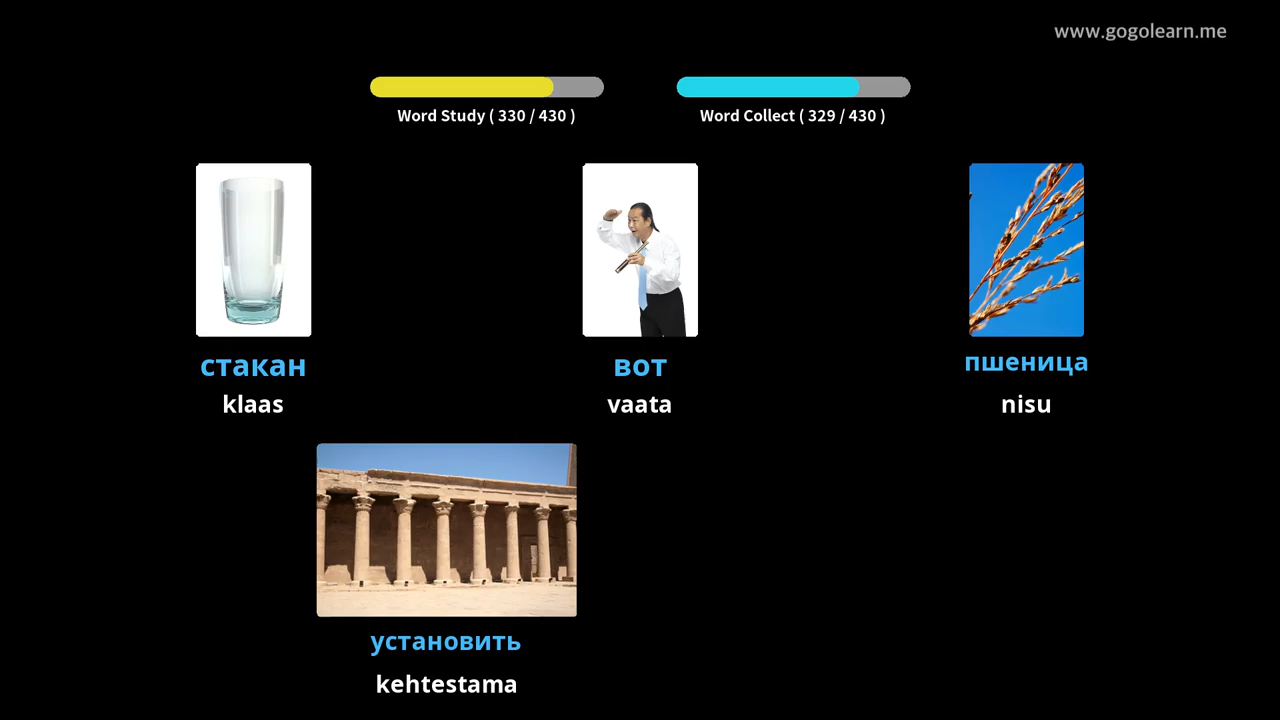 www.gogolearn.me
Word Study ( 330 / 430 )
Word Collect ( 329 / 430 )
стакан
klaas
вот
vaata
пшеница
nisu
установить
kehtestama